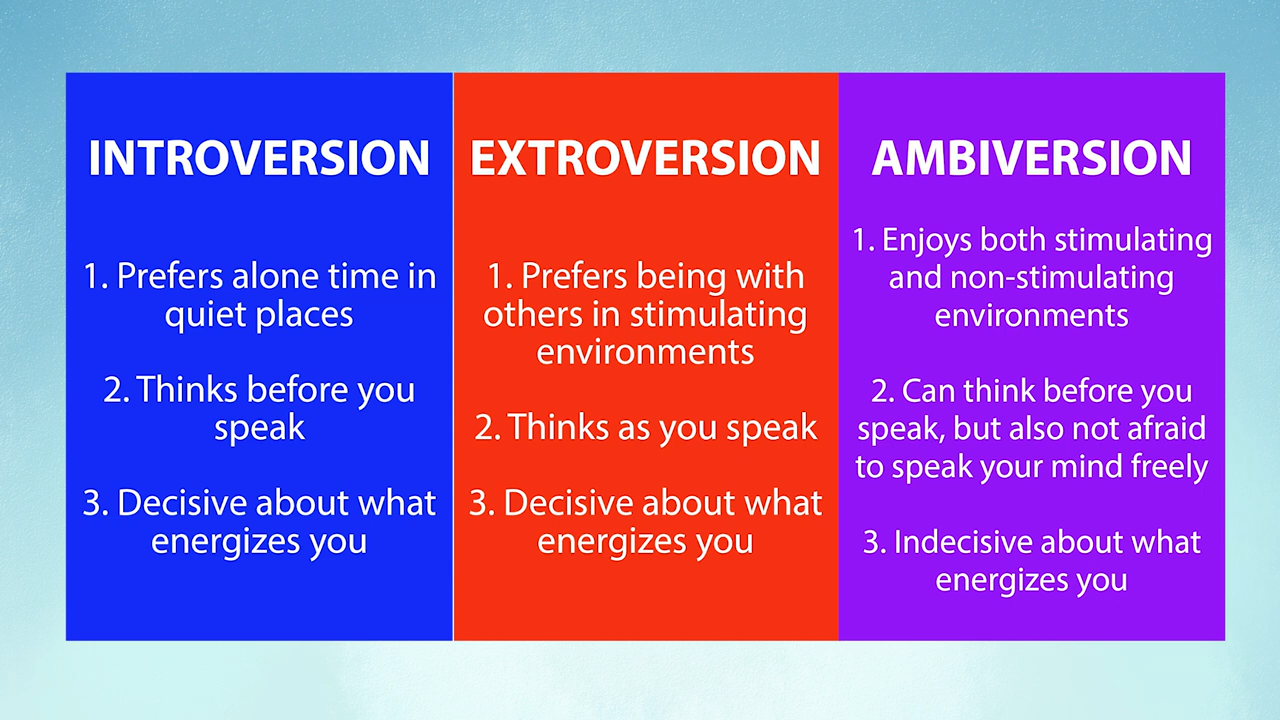 INTROVERSION
1. Prefers alone time in
quiet places
2. Thinks before you
speak
3. Decisive about what
energizes you
EXTROVERSION
1. Prefers being with
others in stimulating
environments
2. Thinks as you speak
3. Decisive about what
energizes you
AMBIVERSION
1. Enjoys both stimulating
and non-stimulating
environments
2. Can think before you
speak, but also not afraid
to speak your mind freely
3. Indecisive about what
energizes you